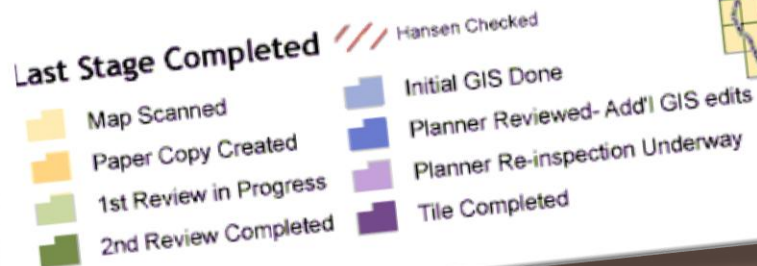 Last Stage Completed
Map Scanned
Paper Copy Created
1st Review in Progress
2nd Review Completed
Hansen Checked
Initial GIS Done
Planner Reviewed- Add'l GIS edits
Planner Re-inspection Underway
Tile Completed